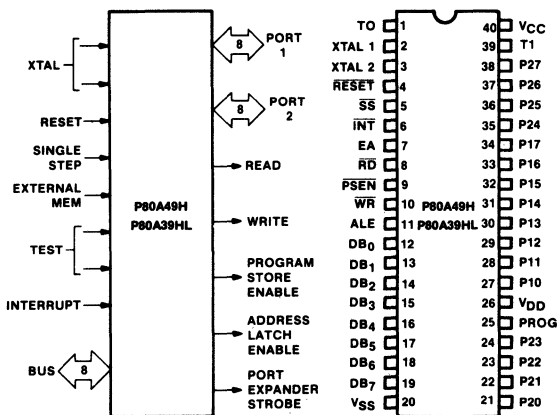 XTAL
RESET
SINGLE
STEP
EXTERNAL
MEM
TEST
INTERRUPT
BUS
8
P80A49H
P80A39HL
8
PORT
1
8
PORT
2
READ
WRITE
PROGRAM
STORE
ENABLE
ADDRESS
LATCH
ENABLE
PORT
EXPANDER
STROBE
TO 1 40 VCC
XTAL 1 2 39 T1
XTAL 2 3 38 P27
RESET 4 37 P26
SS 5 36 P25
INT 6 35 P24
EA 7 34 P17
RD 8 33 P16
PSEN 9 32 P15
WR 10 P80A49H 31 P14
ALE 11 P80A39HL 30 P13
DB0 12 29 P12
DB1 13 28 P11
DB2 14 27 P10
DB3 15 26 VDD
DB4 16 25 PROG
DB5 17 24 P23
DB6 18 23 P22
DB7 19 22 P21
VSS 20 21 P20